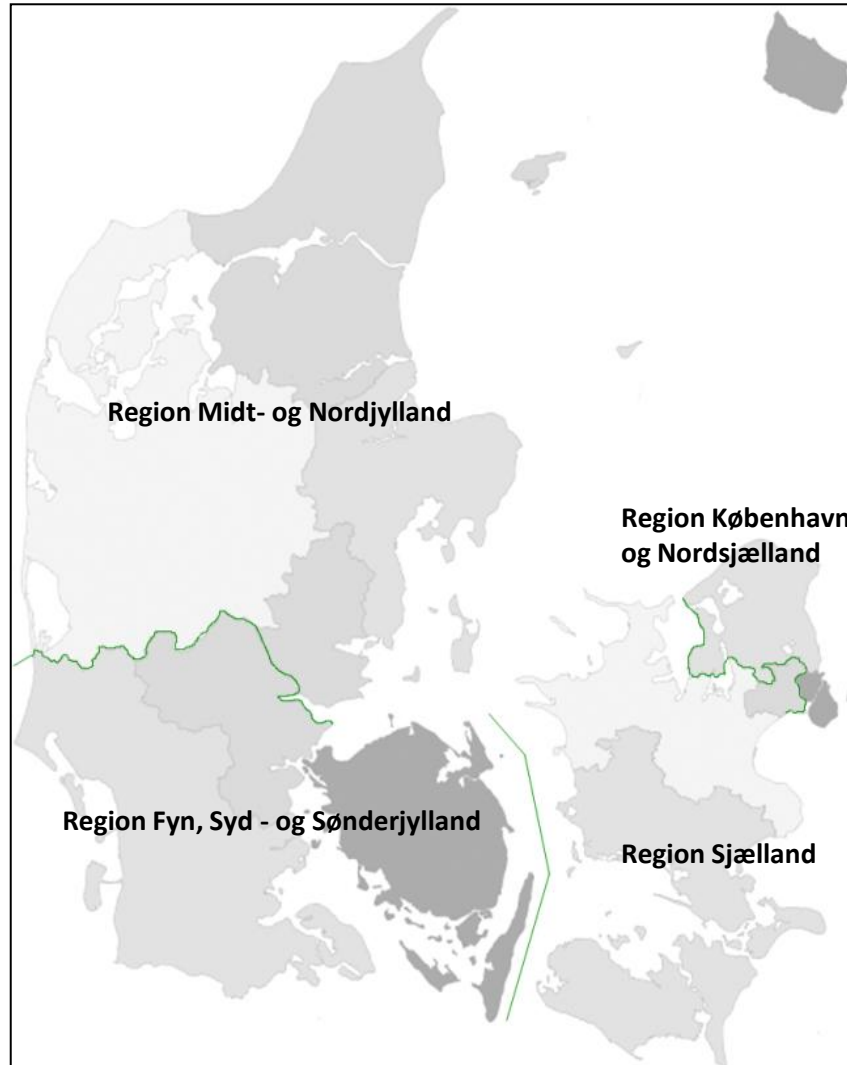 Region Midt- og Nordjylland
Region København
og Nordsjælland
Region Fyn, Syd - og Sønderjylland
Region Sjælland